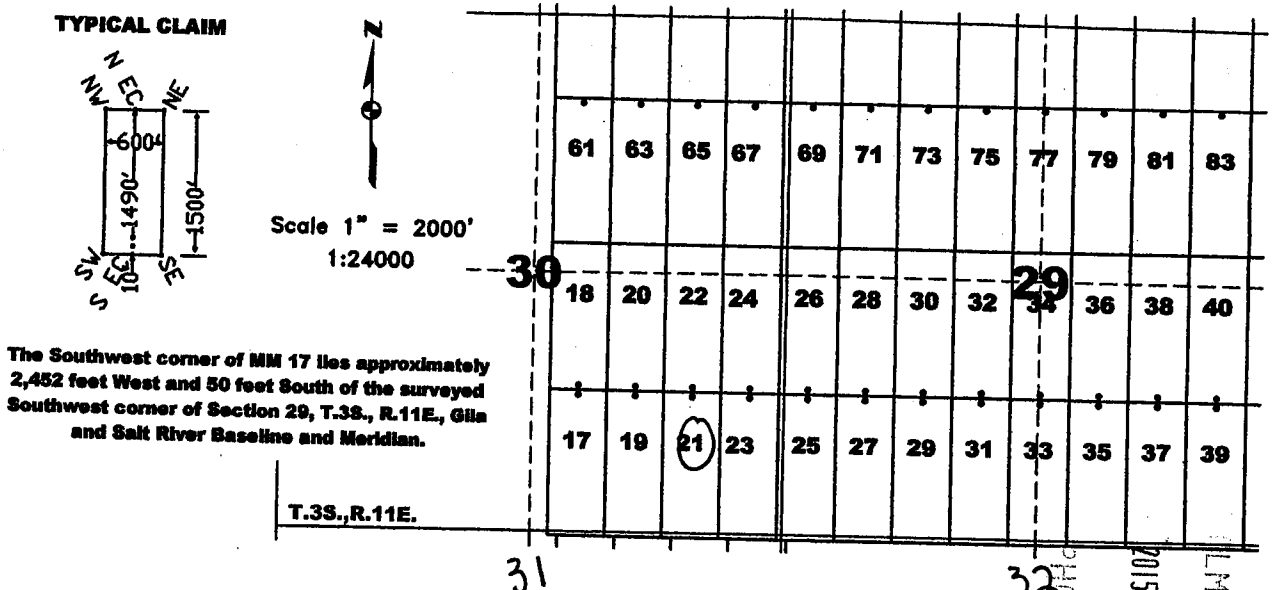 TYPICAL CLAIM
N EC
NW
NE
600'
1490'
1500'
10'
SW
S EC
SE
N
Scale 1" = 2000'
1:24000
The Southwest corner of MM 17 lies approximately
2,452 feet West and 50 feet South of the surveyed
Southwest corner of Section 29, T.3S., R.11E., Gila
and Salt River Baseline and Meridian.
T.3S.,R.11E.
61 63 65 67 69 71 73 75 77 79 81 83
30 29
18 20 22 24 26 28 30 32 34 36 38 40
17 19 21 23 25 27 29 31 33 35 37 39
31 32
2015